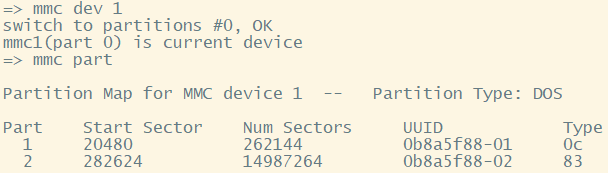 => mmc dev 1
switch to partitions #0, OK
mmc1(part 0) is current device
=> mmc part
Partition Map for MMC device 1  --   Partition Type: DOS
Part    Start Sector    Num Sectors     UUID            Type
  1     20480           262144          0b8a5f88-01     0c
  2     282624          14987264        0b8a5f88-02     83